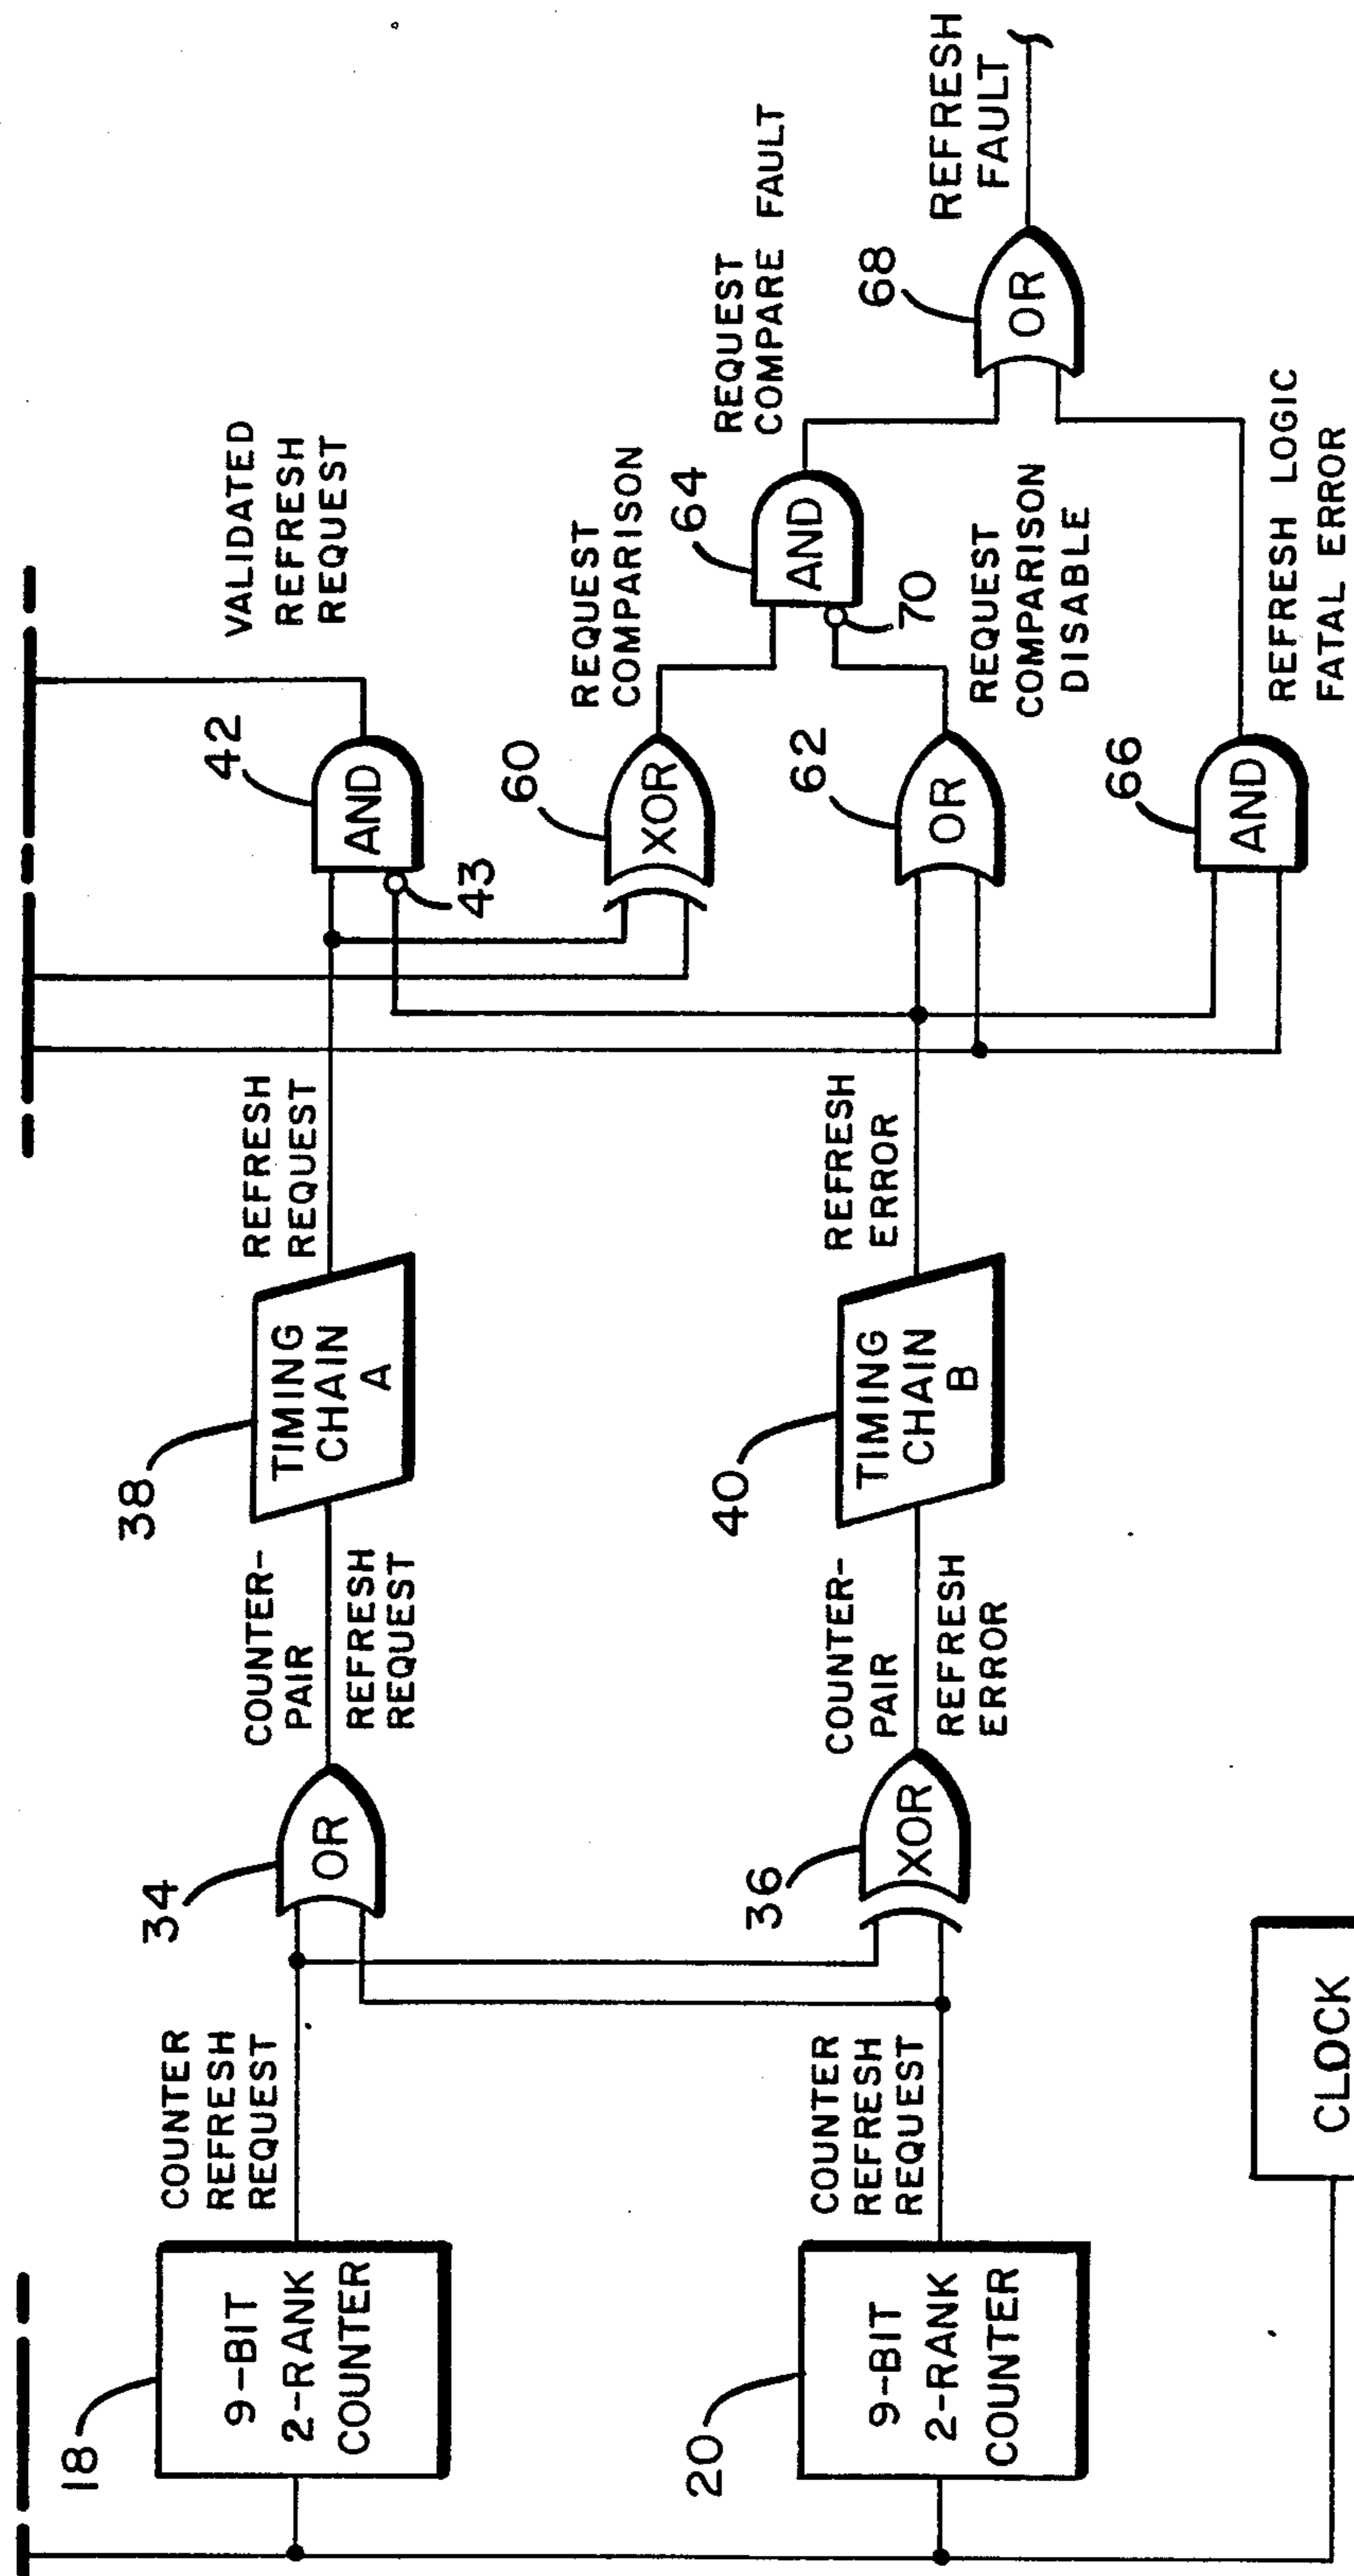 18
9-BIT
2-RANK
COUNTER
COUNTER
REFRESH
REQUEST
34
OR
COUNTER-
PAIR
REFRESH
REQUEST
38
TIMING
CHAIN
A
REFRESH
REQUEST
42
AND
43
VALIDATED
REFRESH
REQUEST
20
9-BIT
2-RANK
COUNTER
COUNTER
REFRESH
REQUEST
36
XOR
COUNTER-
PAIR
REFRESH
ERROR
40
TIMING
CHAIN
B
REFRESH
ERROR
60
XOR
REQUEST
COMPARISON
62
OR
REQUEST
COMPARISON
DISABLE
64
AND
70
REQUEST
COMPARE FAULT
66
AND
REFRESH LOGIC
FATAL ERROR
68
OR
REFRESH
FAULT
CLOCK